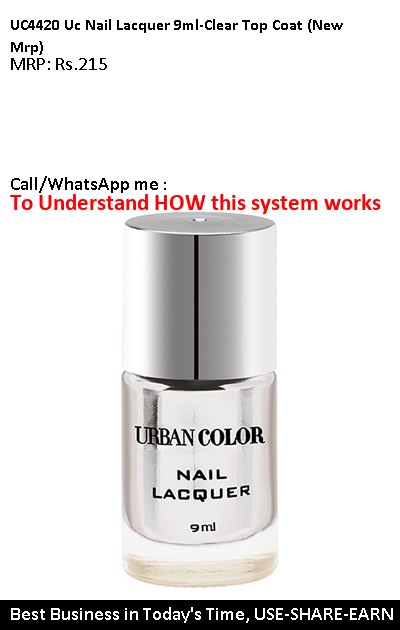 UC4420 Uc Nail Lacquer 9ml-Clear Top Coat (New
Mrp)
MRP: Rs.215
Call/WhatsApp me :
To Understand HOW this system works
URBAN COLOR
NAIL
LACQUER
9ml
Best Business in Today's Time, USE-SHARE-EARN